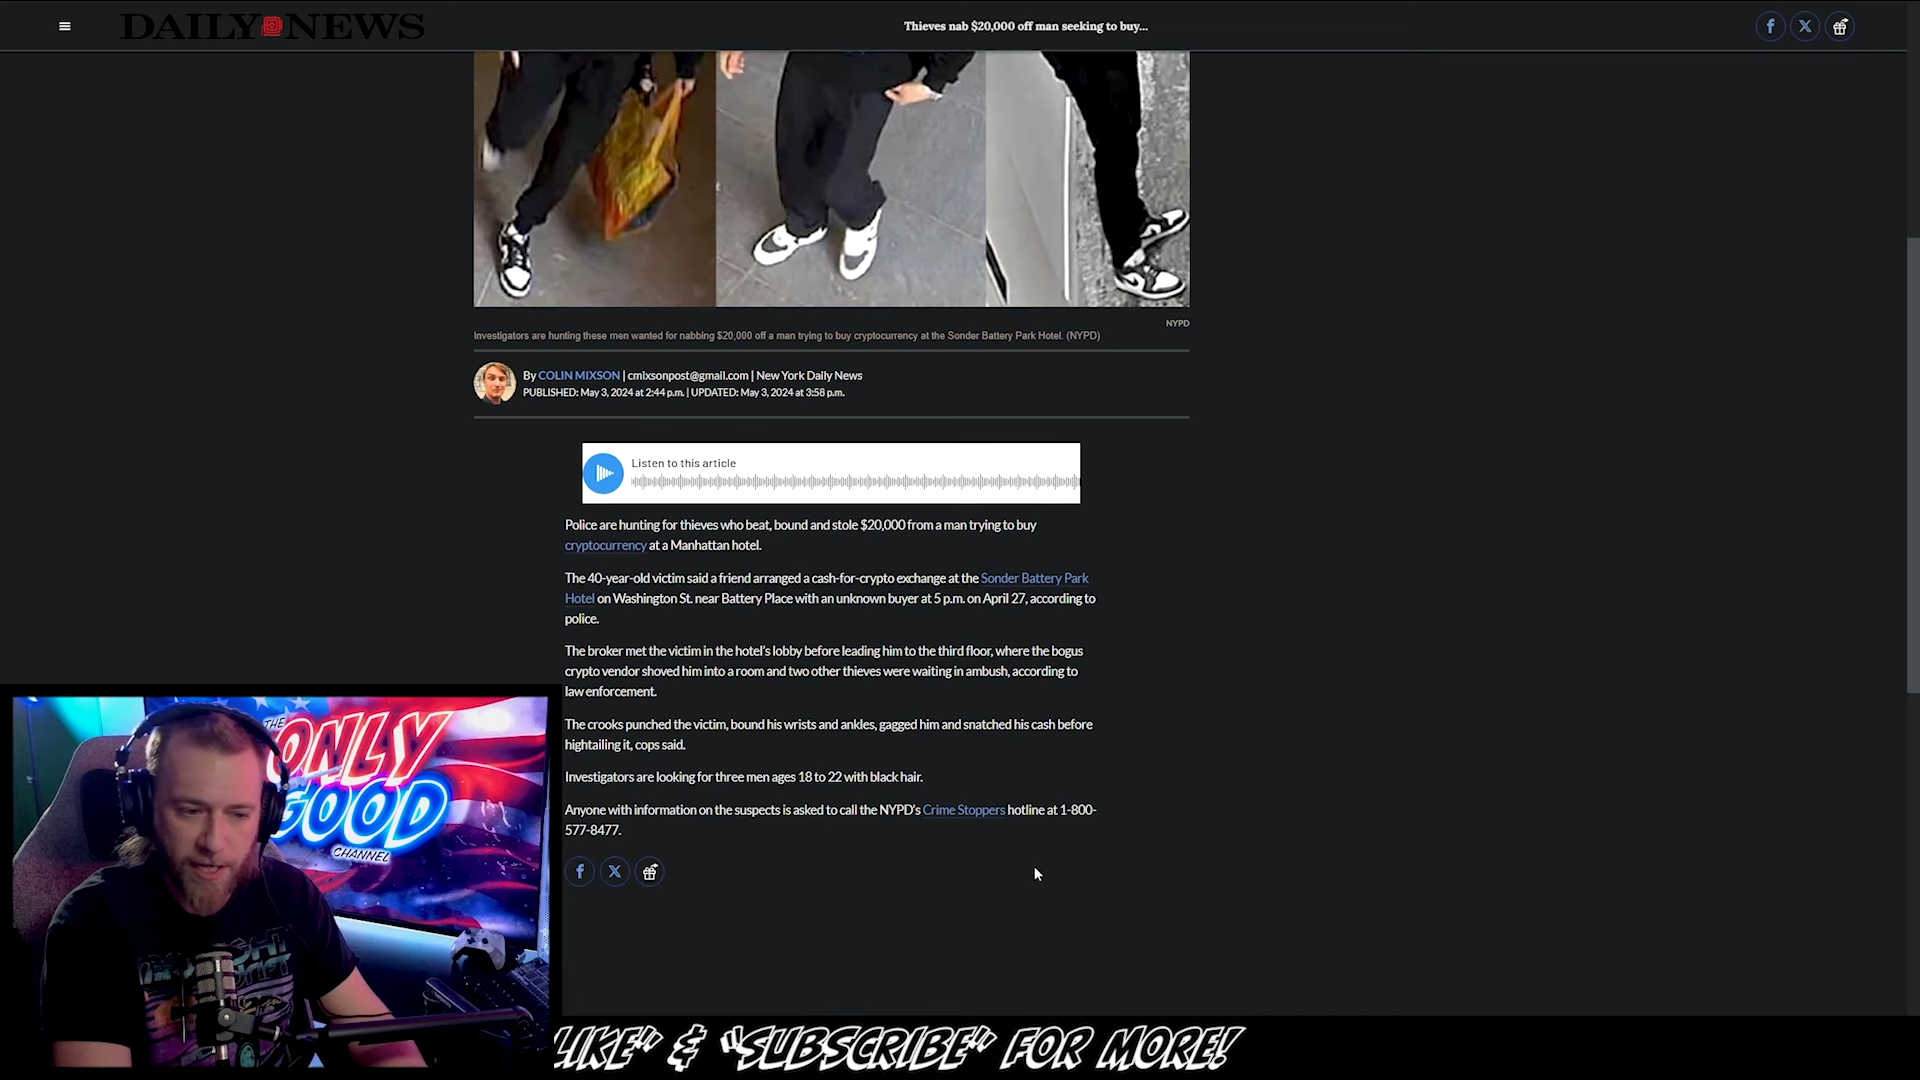 DAILY NEWS
Thieves nab $20,000 off man seeking to buy...
NYPD
Investigators are hunting these men wanted for nabbing $20,000 off a man trying to buy cryptocurrency at the Sonder Battery Park Hotel. (NYPD)
By COLIN MIXSON | cmixsonpost@gmail.com | New York Daily News
PUBLISHED: May 3, 2024 at 2:44 p.m. | UPDATED: May 3, 2024 at 3:58 p.m.
Listen to this article
Police are hunting for thieves who beat, bound and stole $20,000 from a man trying to buy
cryptocurrency at a Manhattan hotel.
The 40-year-old victim said a friend arranged a cash-for-crypto exchange at the Sonder Battery Park
Hotel on Washington St. near Battery Place with an unknown buyer at 5 p.m. on April 27, according to
police.
The broker met the victim in the hotel's lobby before leading him to the third floor, where the bogus
crypto vendor shoved him into a room and two other thieves were waiting in ambush, according to
law enforcement.
The crooks punched the victim, bound his wrists and ankles, gagged him and snatched his cash before
hightailing it, cops said.
Investigators are looking for three men ages 18 to 22 with black hair.
Anyone with information on the suspects is asked to call the NYPD's Crime Stoppers hotline at 1-800-
577-8477.
THE
ONLY
GOOD
CHANNEL
LIKE" & "SUBSCRIBE" FOR MORE!